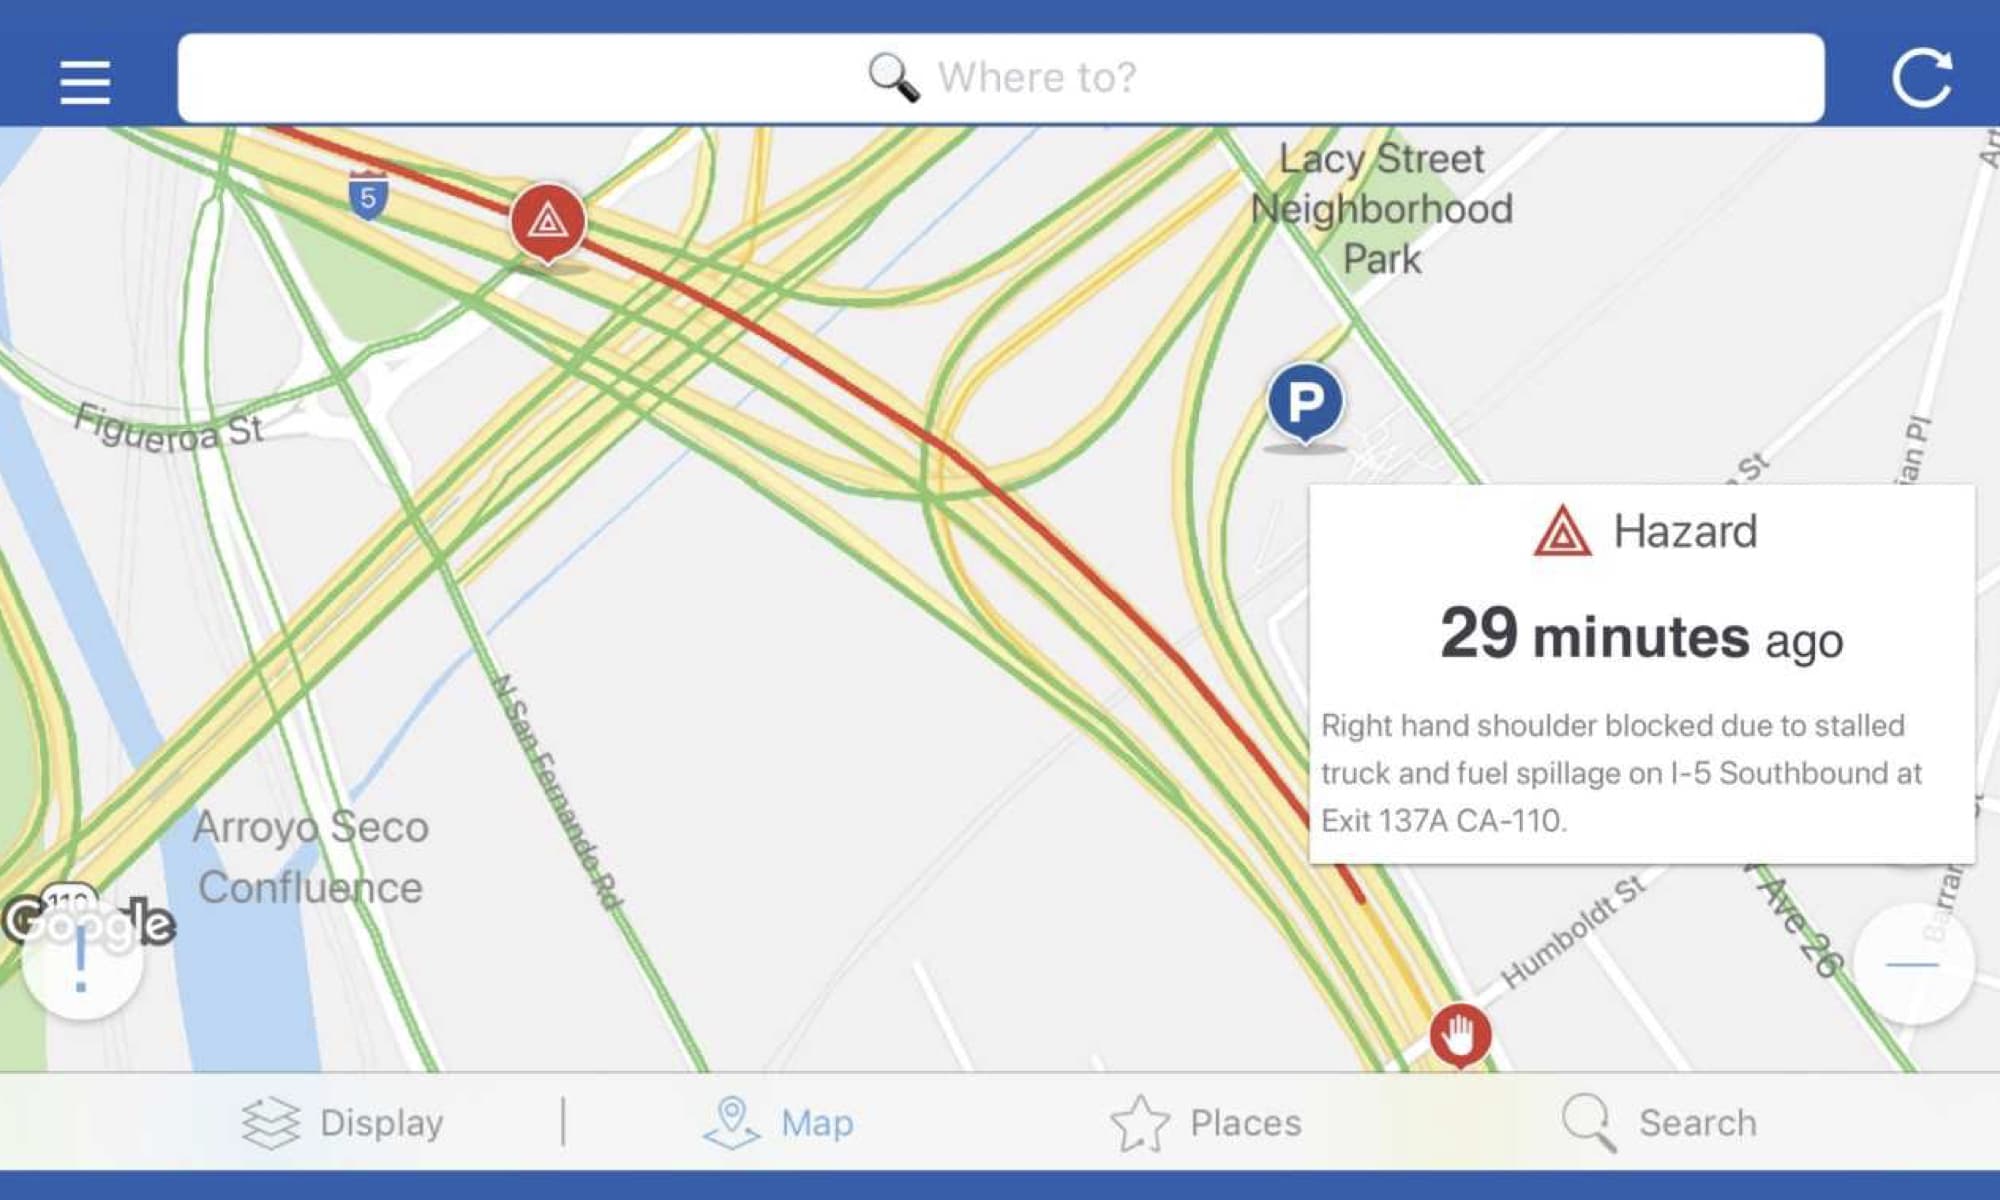 Where to?
5
Lacy Street
Neighborhood
Park
P
Figueroa St
St
Hazard
29 minutes ago
Right hand shoulder blocked due to stalled
truck and fuel spillage on I-5 Southbound at
Exit 137A CA-110.
N San Fernando Rd
Arroyo Seco
Confluence
110
Google
!
Humboldt St
Ave 26
Display | Map Places Search